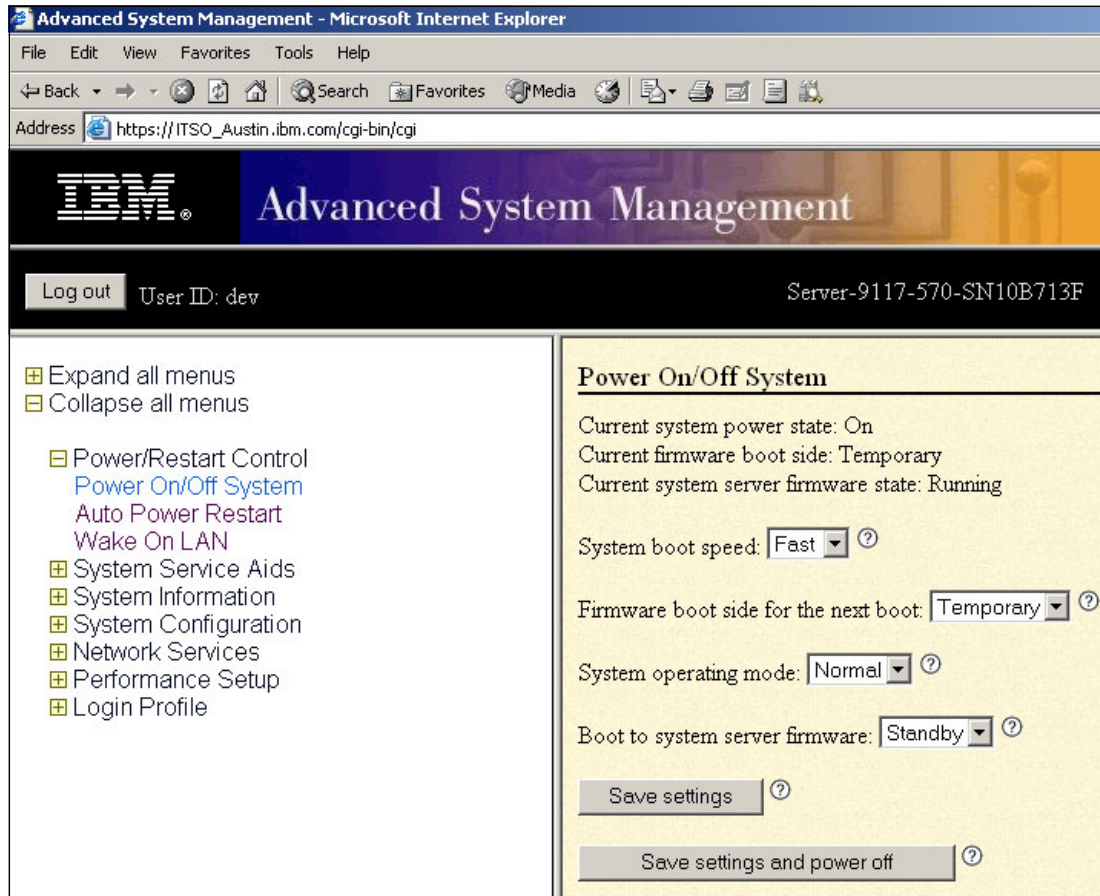 Advanced System Management - Microsoft Internet Explorer
File Edit View Favorites Tools Help
Back Search Favorites Media
Address https://ITSO_Austin.ibm.com/cgi-bin/cgi
IBM® Advanced System Management
Log out User ID: dev Server-9117-570-SN10B713F
Expand all menus
Collapse all menus
Power/Restart Control
Power On/Off System
Auto Power Restart
Wake On LAN
System Service Aids
System Information
System Configuration
Network Services
Performance Setup
Login Profile
Power On/Off System
Current system power state: On
Current firmware boot side: Temporary
Current system server firmware state: Running
System boot speed: Fast ?
Firmware boot side for the next boot: Temporary ?
System operating mode: Normal ?
Boot to system server firmware: Standby ?
Save settings ?
Save settings and power off ?